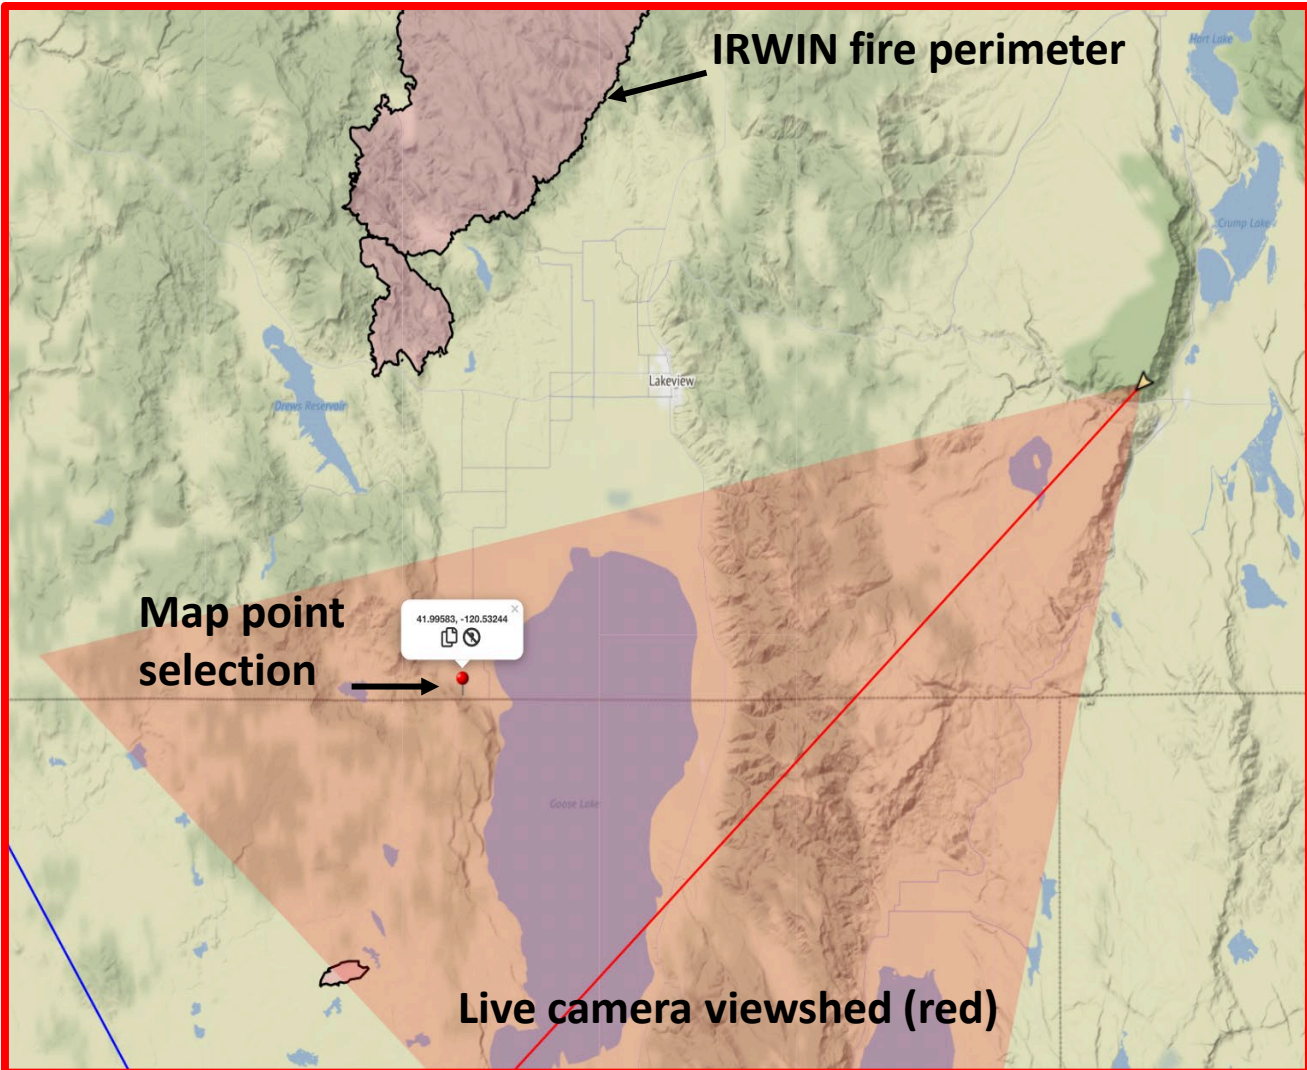 IRWIN fire perimeter
Hart Lake
Crump Lake
Lakeview
Drews Reservoir
Map point
selection
41.99583, -120.53244
Goose Lake
Live camera viewshed (red)